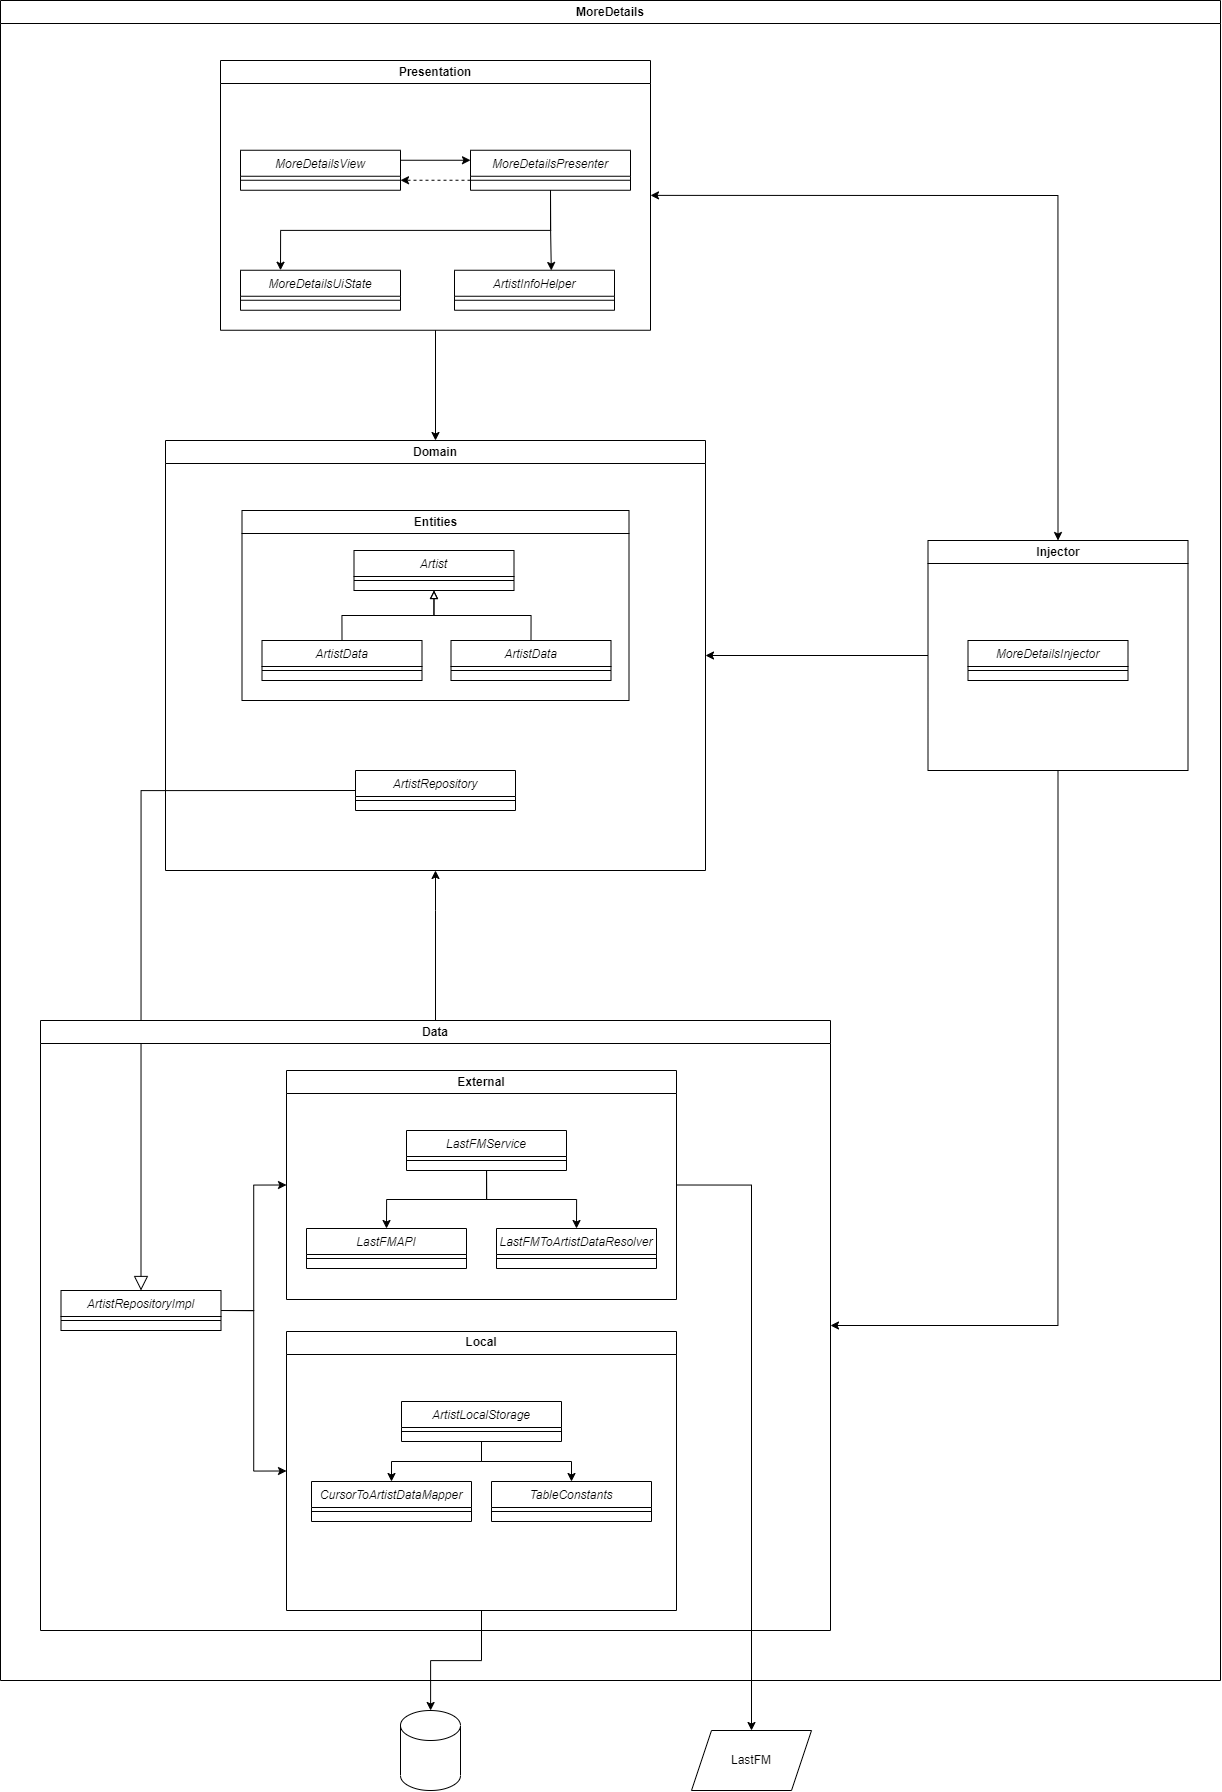 MoreDetails
Presentation
MoreDetailsView
MoreDetailsPresenter
MoreDetailsUiState
ArtistInfoHelper
Domain
Entities
Artist
ArtistData
ArtistData
ArtistRepository
Injector
MoreDetailsInjector
Data
External
LastFMService
LastFMAPI
LastFMToArtistDataResolver
ArtistRepositoryImpl
Local
ArtistLocalStorage
CursorToArtistDataMapper
TableConstants
LastFM